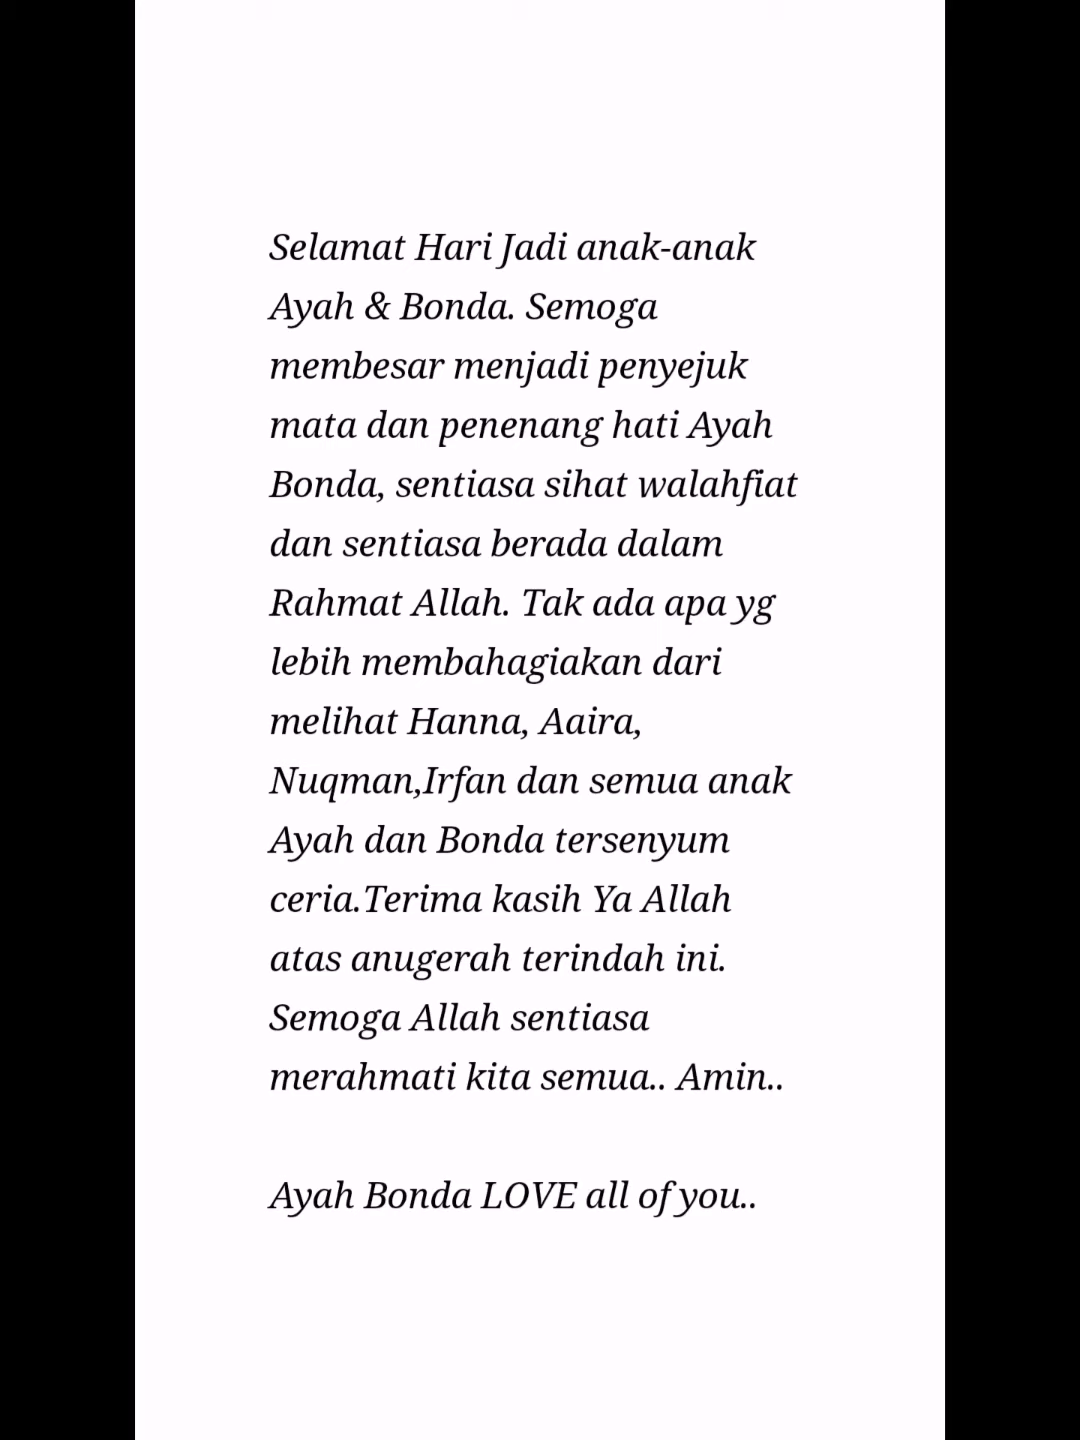 Selamat Hari Jadi anak-anak
Ayah & Bonda. Semoga
membesar menjadi penyejuk
mata dan penenang hati Ayah
Bonda, sentiasa sihat walahfiat
dan sentiasa berada dalam
Rahmat Allah. Tak ada apa yg
lebih membahagiakan dari
melihat Hanna, Aaira,
Nuqman,Irfan dan semua anak
Ayah dan Bonda tersenyum
ceria.Terima kasih Ya Allah
atas anugerah terindah ini.
Semoga Allah sentiasa
merahmati kita semua.. Amin..
Ayah Bonda LOVE all of you..